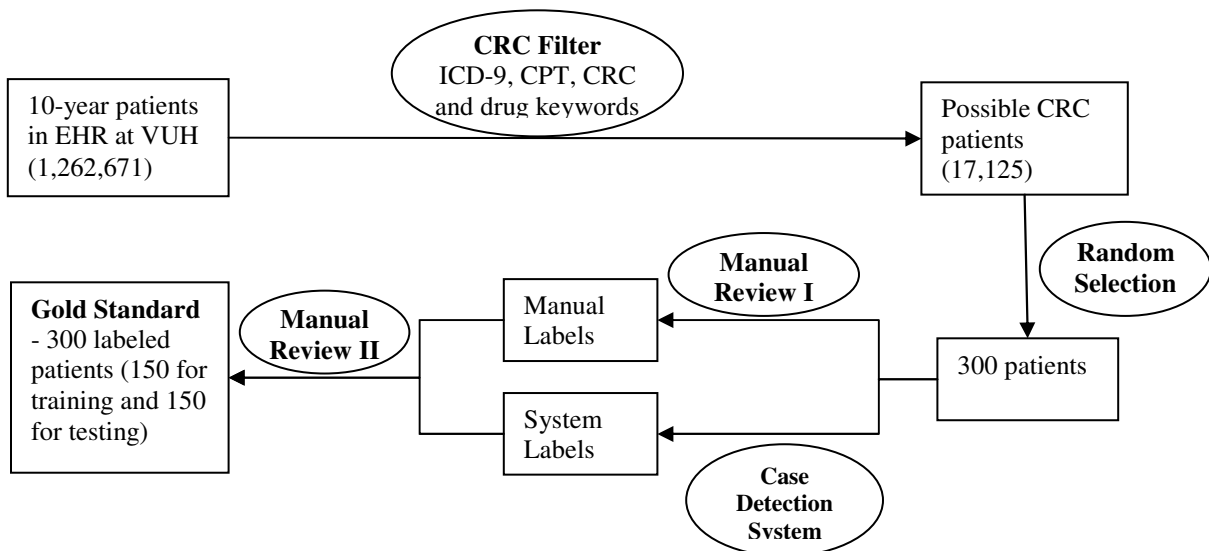 10-year patients
in EHR at VUH
(1,262,671)
CRC Filter
ICD-9, CPT, CRC
and drug keywords
Possible CRC
patients
(17,125)
Random
Selection
300 patients
Manual
Review I
Case
Detection
System
Manual
Labels
System
Labels
Manual
Review II
Gold Standard
- 300 labeled
patients (150 for
training and 150
for testing)